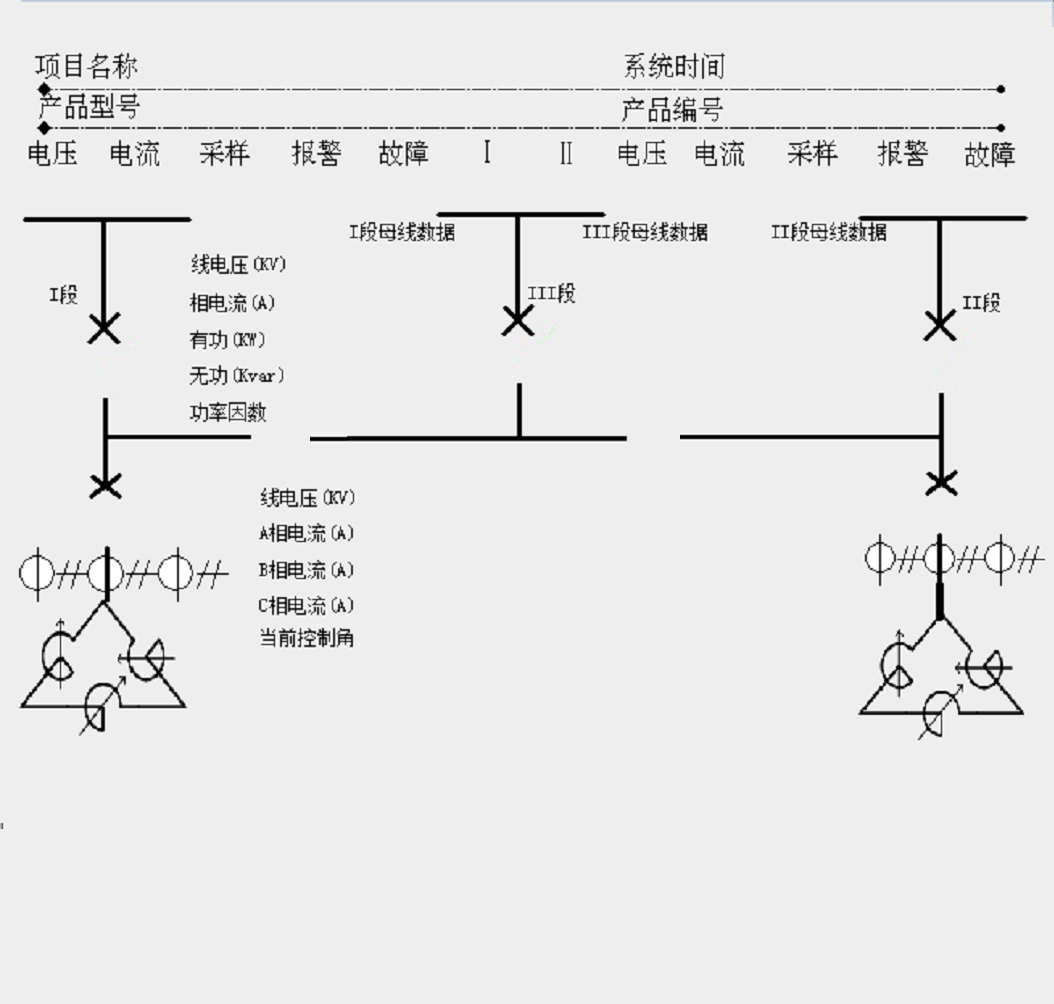 项目名称 系统时间
产品型号 产品编号
电压 电流 采样 报警 故障 I II 电压 电流 采样 报警 故障
I段母线数据 III段母线数据 II段母线数据
线电压(KV)
I段 III段 II段
相电流(A)
有功(KW)
无功(Kvar)
功率因数
线电压(KV)
A相电流(A)
B相电流(A)
C相电流(A)
当前控制角